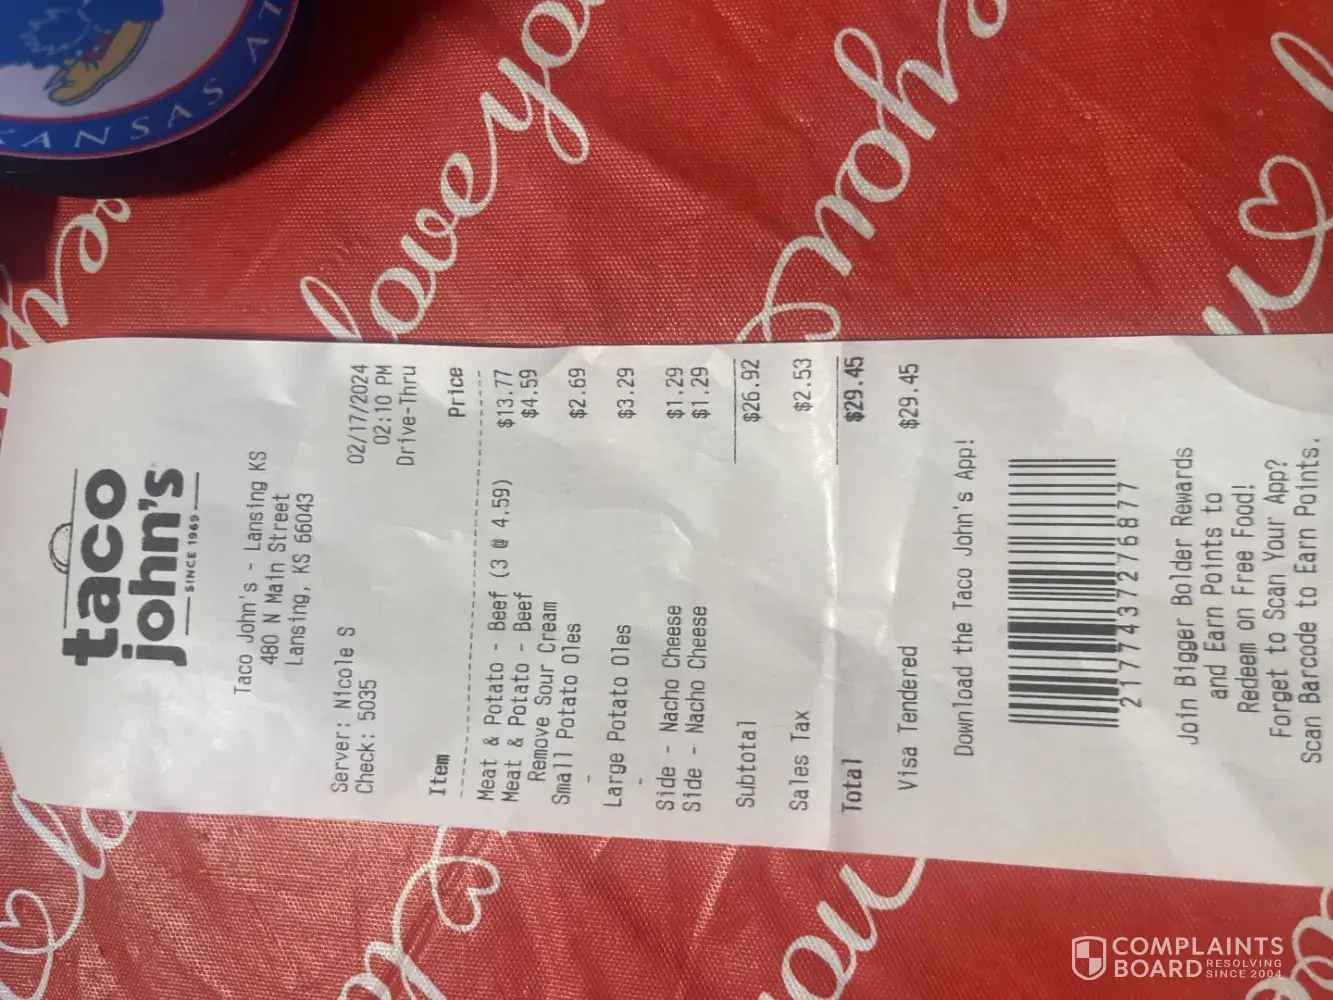 KANSAS AT
love you
taco
john's
SINCE 1969
Taco John's - Lansing KS
480 N Main Street
Lansing, KS 66043
Server: Nicole S 02/17/2024
Check: 5035 02:10 PM
Drive-Thru
Item Price
Meat & Potato - Beef (3 @ 4.59) $13.77
Meat & Potato - Beef $4.59
Remove Sour Cream
Small Potato Oles $2.69
-
Large Potato Oles $3.29
-
Side - Nacho Cheese $1.29
Side - Nacho Cheese $1.29
Subtotal $26.92
Sales Tax $2.53
Total $29.45
Visa Tendered $29.45
Download the Taco John's App!
2177437276877
Join Bigger Bolder Rewards
and Earn Points to
Redeem on Free Food!
Forget to Scan Your App?
Scan Barcode to Earn Points.
COMPLAINTS
BOARD RESOLVING
SINCE 2004